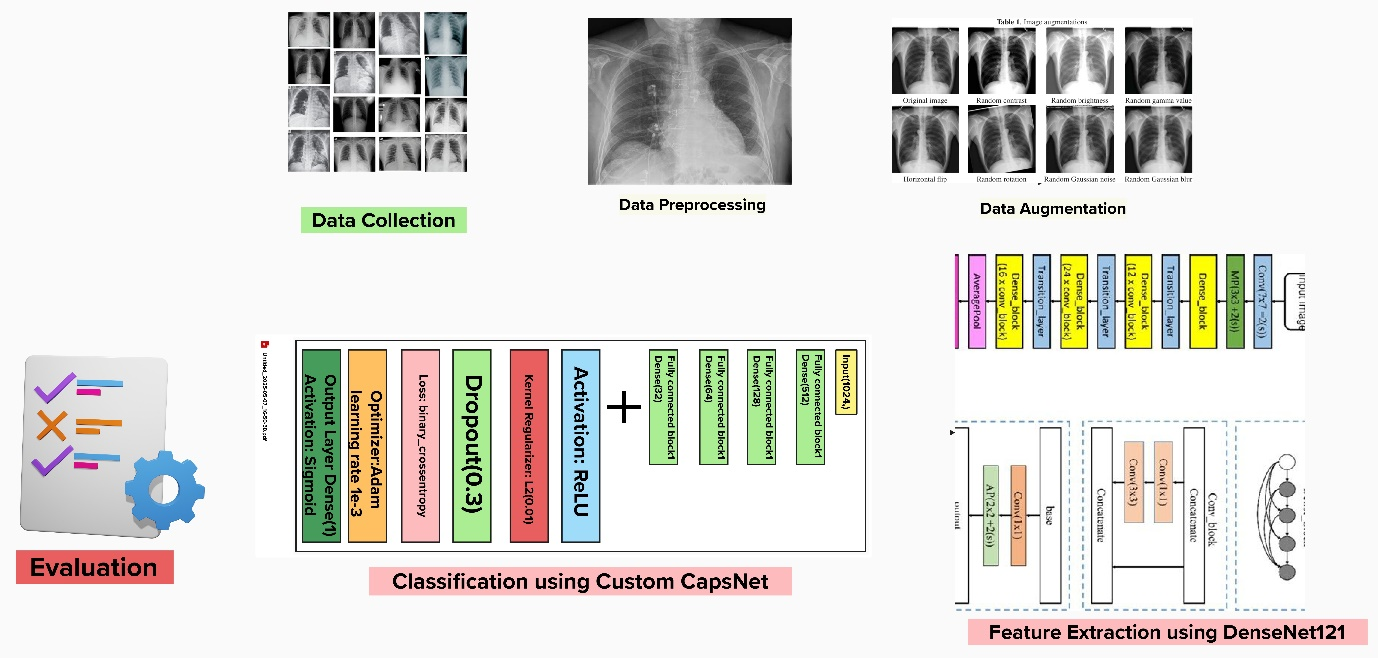 Table 1. Image augmentations
Original image
Random contrast
Random brightness
Random gamma value
Horizontal flip
Random rotation
Random Gaussian noise
Random Gaussian blur
Data Collection
Data Preprocessing
Data Augmentation
Input image
Conv(7x7 =2(s))
MP(3x3 +2(s))
Dense_block
Transition_layer
Dense_block
(12 x conv_block)
Transition_layer
Dense_block
(24 x conv_block)
Transition_layer
Dense_block
(16 x conv_block)
AveragePool
Conv_block
Concatenate
Conv(1x1)
Conv(3x3)
Concatenate
base
Conv(1x1)
AP(2x2 +2(s))
output
Feature Extraction using DenseNet121
Input(1024,)
Fully connected block1
Dense(512)
Fully connected block1
Dense(128)
Fully connected block1
Dense(64)
Fully connected block1
Dense(32)
+
Activation: ReLU
Kernel Regularizer: L2(0.01)
Dropout(0.3)
Loss: binary_crossentropy
Optimizer:Adam
learning rate 1e-3
Output Layer Dense(1)
Activation: Sigmoid
Classification using Custom CapsNet
Evaluation